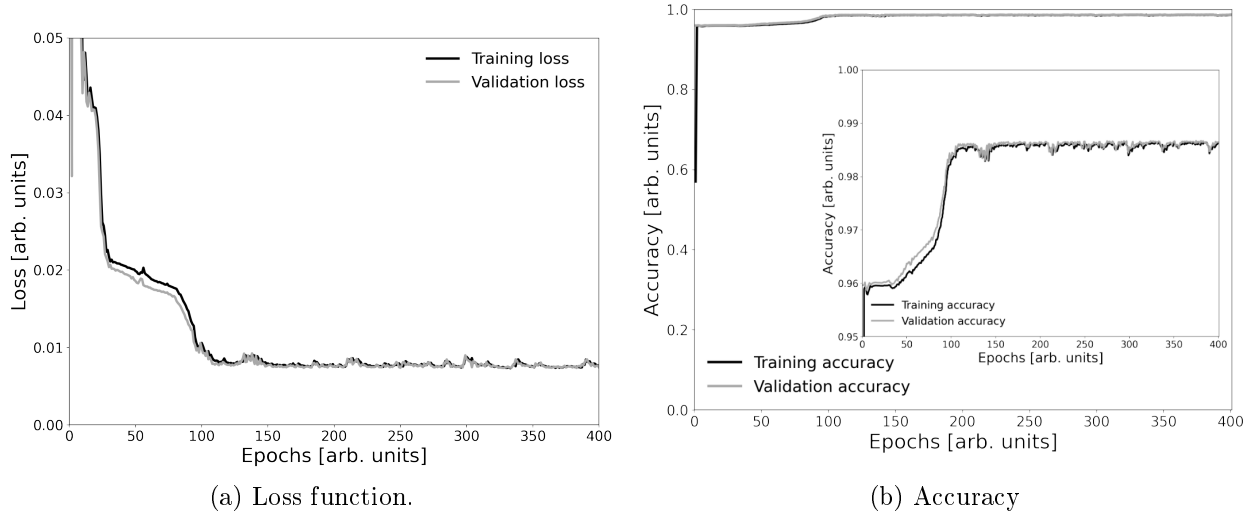 0.05
0.04
0.03
0.02
0.01
0.00
Loss [arb. units]
Training loss
Validation loss
0 50 100 150 200 250 300 350 400
Epochs [arb. units]
(a) Loss function.
1.0
0.8
0.6
0.4
0.2
0.0
Accuracy [arb. units]
1.00
0.99
0.98
0.97
0.96
0.95
Accuracy [arb. units]
Training accuracy
Validation accuracy
0 50 100 150 200 250 300 350 400
Epochs [arb. units]
Training accuracy
Validation accuracy
0 50 100 150 200 250 300 350 400
Epochs [arb. units]
(b) Accuracy